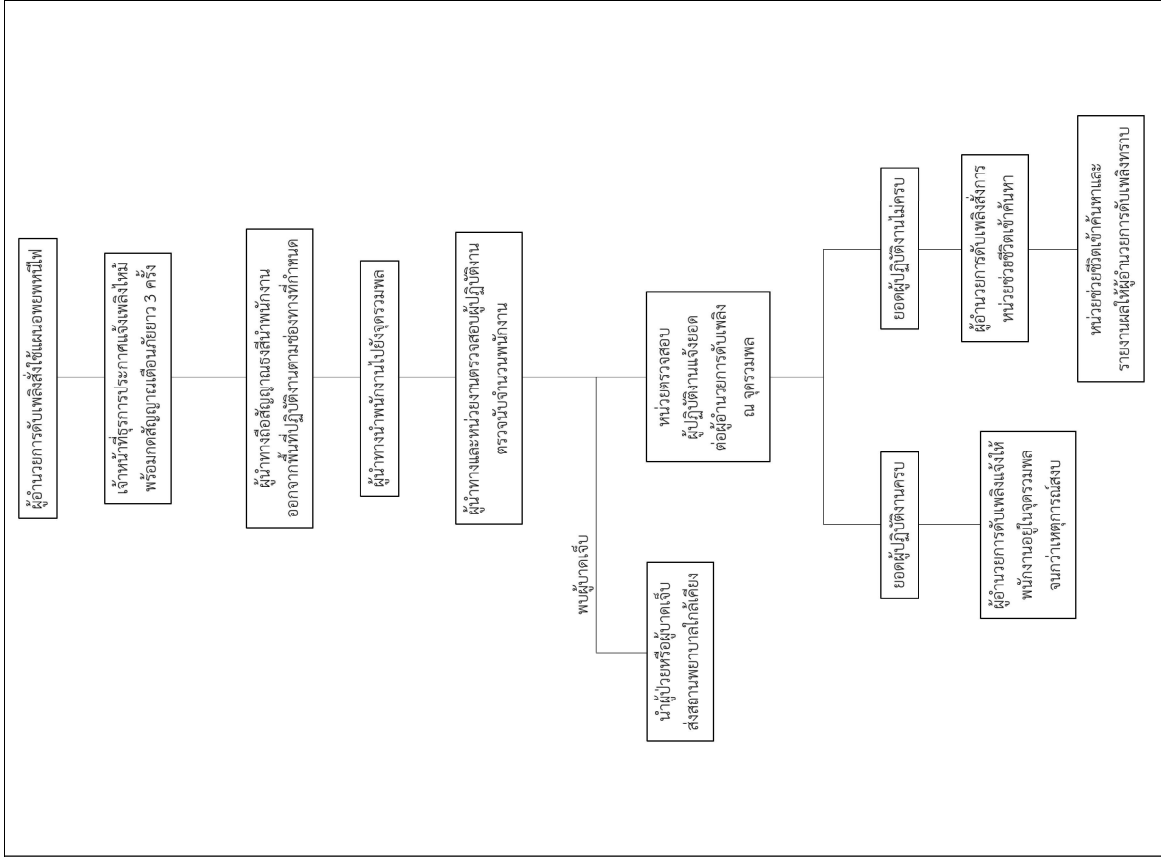 ผู้อำนวยการดับเพลิงสั่งใช้แผนอพยพหนีไฟ
เจ้าหน้าที่ธุรการประกาศแจ้งเพลิงไหม้
พร้อมกดสัญญาณเตือนภัยยาว 3 ครั้ง
ผู้นำทางถือสัญญาณธงสีนำพนักงาน
ออกจากพื้นที่ปฏิบัติงานตามช่องทางที่กำหนด
ผู้นำทางนำพนักงานไปยังจุดรวมพล
ผู้นำทางและหน่วยงานตรวจสอบผู้ปฏิบัติงาน
ตรวจนับจำนวนพนักงาน
พบผู้บาดเจ็บ
นำผู้ป่วยหรือผู้บาดเจ็บ
ส่งสถานพยาบาลใกล้เคียง
หน่วยตรวจสอบ
ผู้ปฏิบัติงานแจ้งยอด
ต่อผู้อำนวยการดับเพลิง
ณ จุดรวมพล
ยอดผู้ปฏิบัติงานครบ
ผู้อำนวยการดับเพลิงแจ้งให้
พนักงานอยู่ในจุดรวมพล
จนกว่าเหตุการณ์สงบ
ยอดผู้ปฏิบัติงานไม่ครบ
ผู้อำนวยการดับเพลิงสั่งการ
หน่วยช่วยชีวิตเข้าค้นหา
หน่วยช่วยชีวิตเข้าค้นหาและ
รายงานผลให้ผู้อำนวยการดับเพลิงทราบ